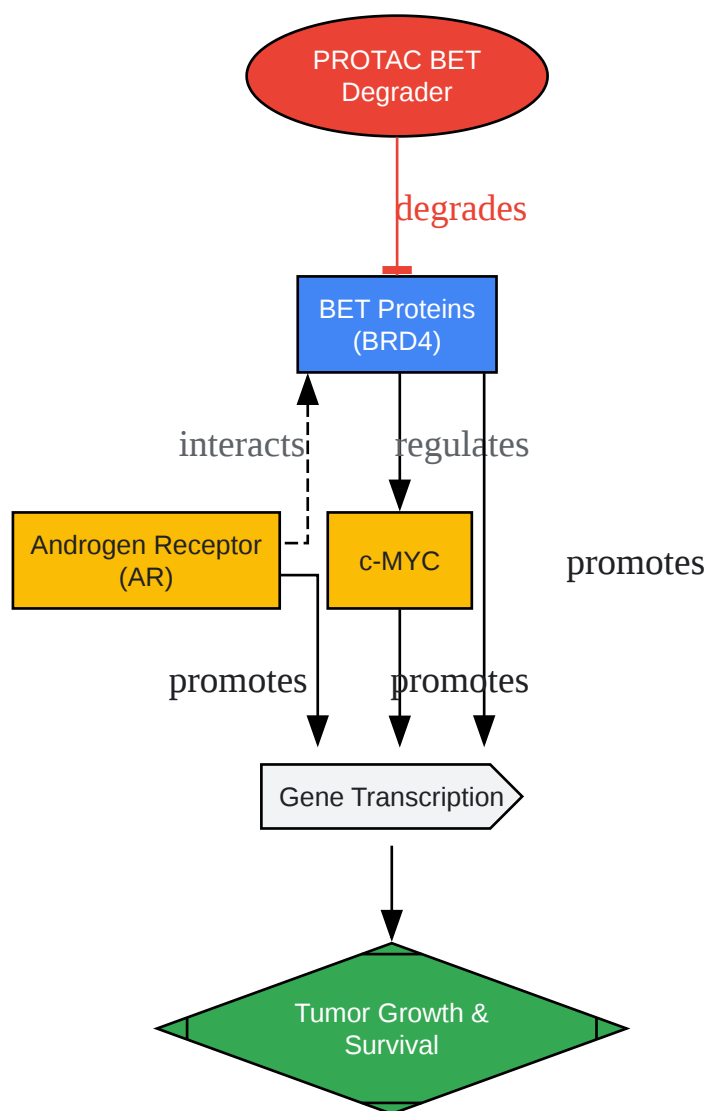 PROTAC BET
Degrader
degrades
BET Proteins
(BRD4)
interacts
regulates
Androgen Receptor
(AR)
c-MYC
promotes
promotes
promotes
Gene Transcription
Tumor Growth &
Survival